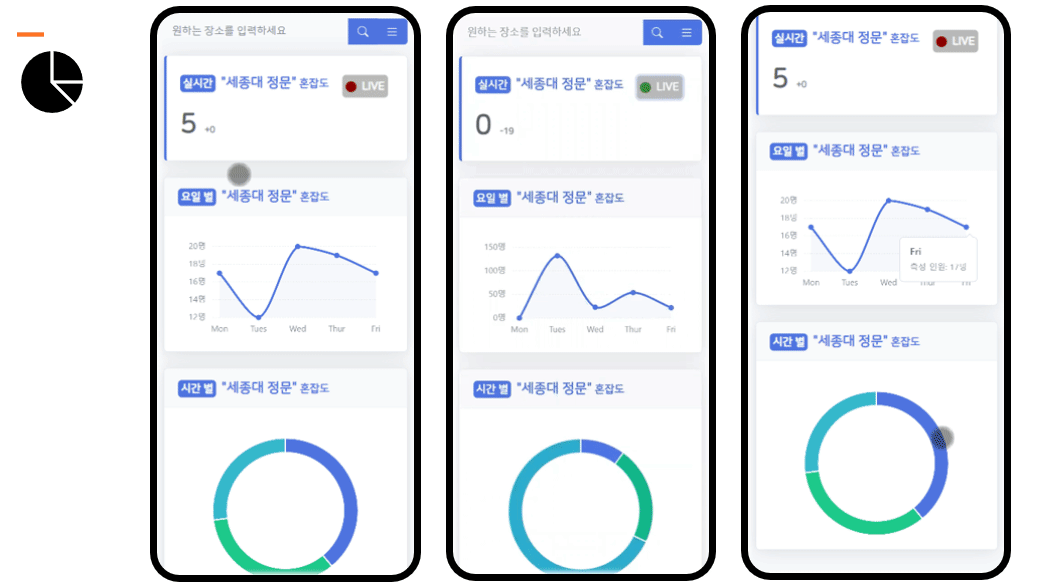 원하는 장소를 입력하세요
실시간 "세종대 정문" 혼잡도
LIVE
5 +0
요일 별 "세종대 정문" 혼잡도
20명
18명
16명
14명
12명
Mon Tues Wed Thur Fri
시간 별 "세종대 정문" 혼잡도
원하는 장소를 입력하세요
실시간 "세종대 정문" 혼잡도
LIVE
0 -19
요일 별 "세종대 정문" 혼잡도
150명
100명
50명
0명
Mon Tues Wed Thur Fri
시간 별 "세종대 정문" 혼잡도
실시간 "세종대 정문" 혼잡도
LIVE
5 +0
요일 별 "세종대 정문" 혼잡도
20명
18명
16명
14명
12명
Fri
측정 인원: 17명
Mon Tues Wed Thur Fri
시간 별 "세종대 정문" 혼잡도